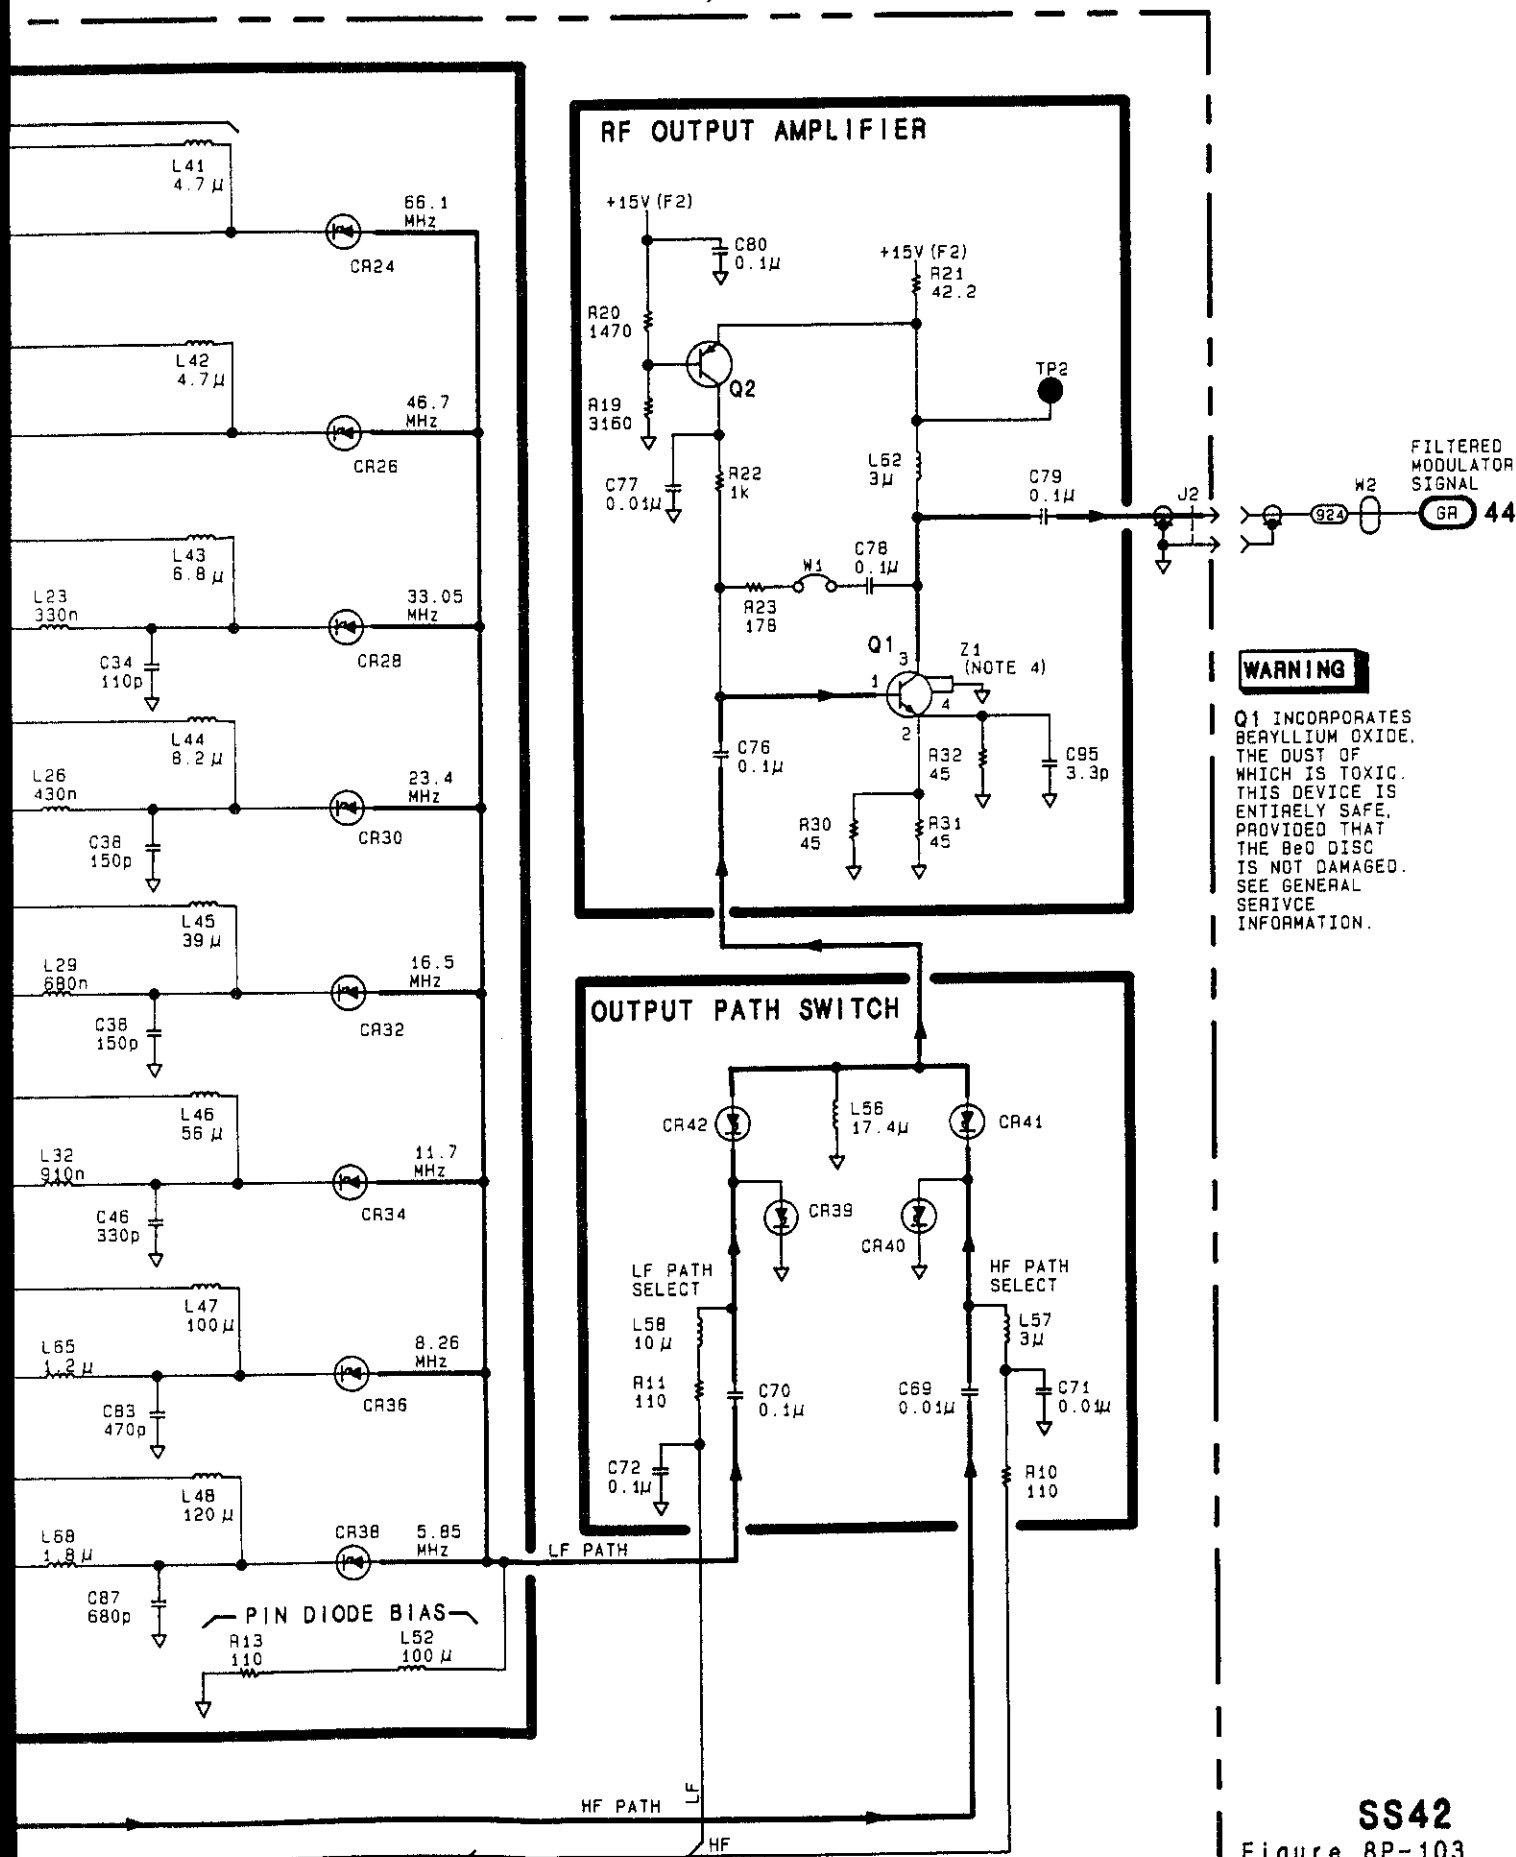 L41
4.7 µ
66.1
MHz
CR24
L42
4.7µ
46.7
MHz
CR26
L43
6.8 µ
L23
330n
33.05
MHz
C34
110p
CR28
L44
8.2 µ
L26
430n
23.4
MHz
C38
150p
CR30
L45
39 µ
L29
680n
16.5
MHz
C38
150p
CR32
L46
56 µ
L32
910n
11.7
MHz
C46
330p
CR34
L47
100 µ
L65
1.2 µ
8.26
MHz
C83
470p
CR36
L48
120 µ
L68
1.8 µ
CR38
5.85
MHz
C87
680p
PIN DIODE BIAS
R13
110
L52
100 µ
LF PATH
HF PATH
LF
HF
RF OUTPUT AMPLIFIER
+15V (F2)
C80
0.1µ
+15V (F2)
R21
42.2
R20
1470
Q2
TP2
R19
3160
C77
0.01µ
R22
1k
L62
3µ
C79
0.1µ
J2
924
W2
FILTERED
MODULATOR
SIGNAL
GR 44
R23
178
W1
C78
0.1µ
Q1
3
1
4
2
Z1
(NOTE 4)
C76
0.1µ
R32
45
C95
3.3p
R30
45
R31
45
WARNING
Q1 INCORPORATES
BERYLLIUM OXIDE,
THE DUST OF
WHICH IS TOXIC.
THIS DEVICE IS
ENTIRELY SAFE,
PROVIDED THAT
THE BeO DISC
IS NOT DAMAGED.
SEE GENERAL
SERIVCE
INFORMATION.
OUTPUT PATH SWITCH
CR42
L56
17.4µ
CR41
CR39
CR40
LF PATH
SELECT
HF PATH
SELECT
L58
10 µ
L57
3µ
R11
110
C70
0.1µ
C69
0.01µ
C71
0.01µ
C72
0.1µ
R10
110
SS42
Figure 8P-103